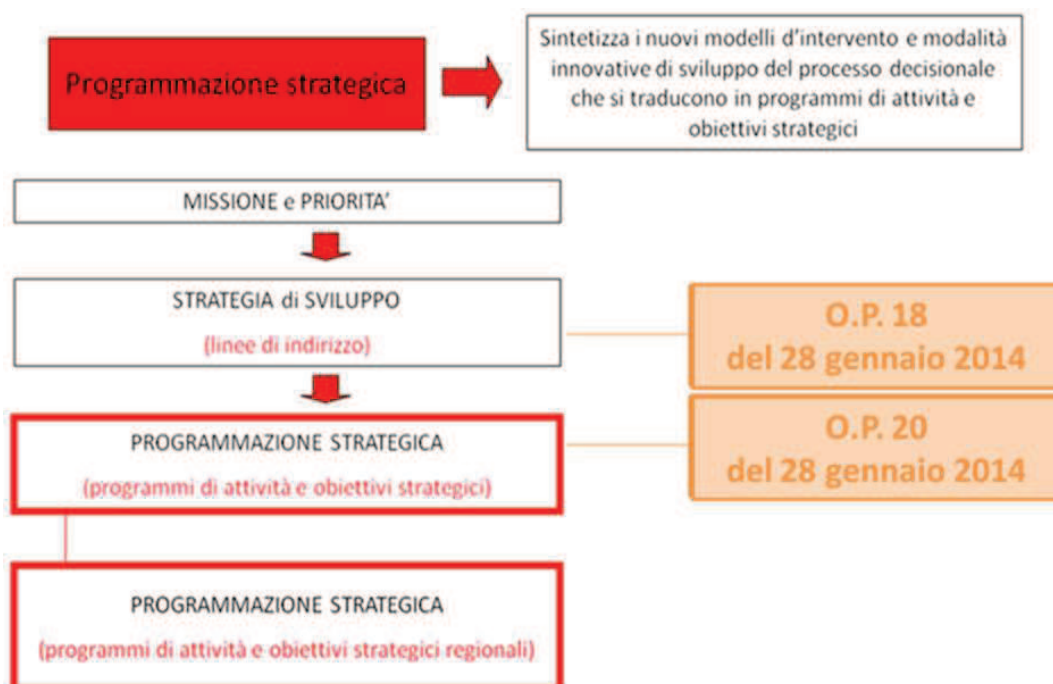 Programmazione strategica
Sintetizza i nuovi modelli d'intervento e modalità
innovative di sviluppo del processo decisionale
che si traducono in programmi di attività e
obiettivi strategici
MISSIONE e PRIORITA'
STRATEGIA di SVILUPPO
(linee di indirizzo)
O.P. 18
del 28 gennaio 2014
PROGRAMMAZIONE STRATEGICA
(programmi di attività e obiettivi strategici)
O.P. 20
del 28 gennaio 2014
PROGRAMMAZIONE STRATEGICA
(programmi di attività e obiettivi strategici regionali)